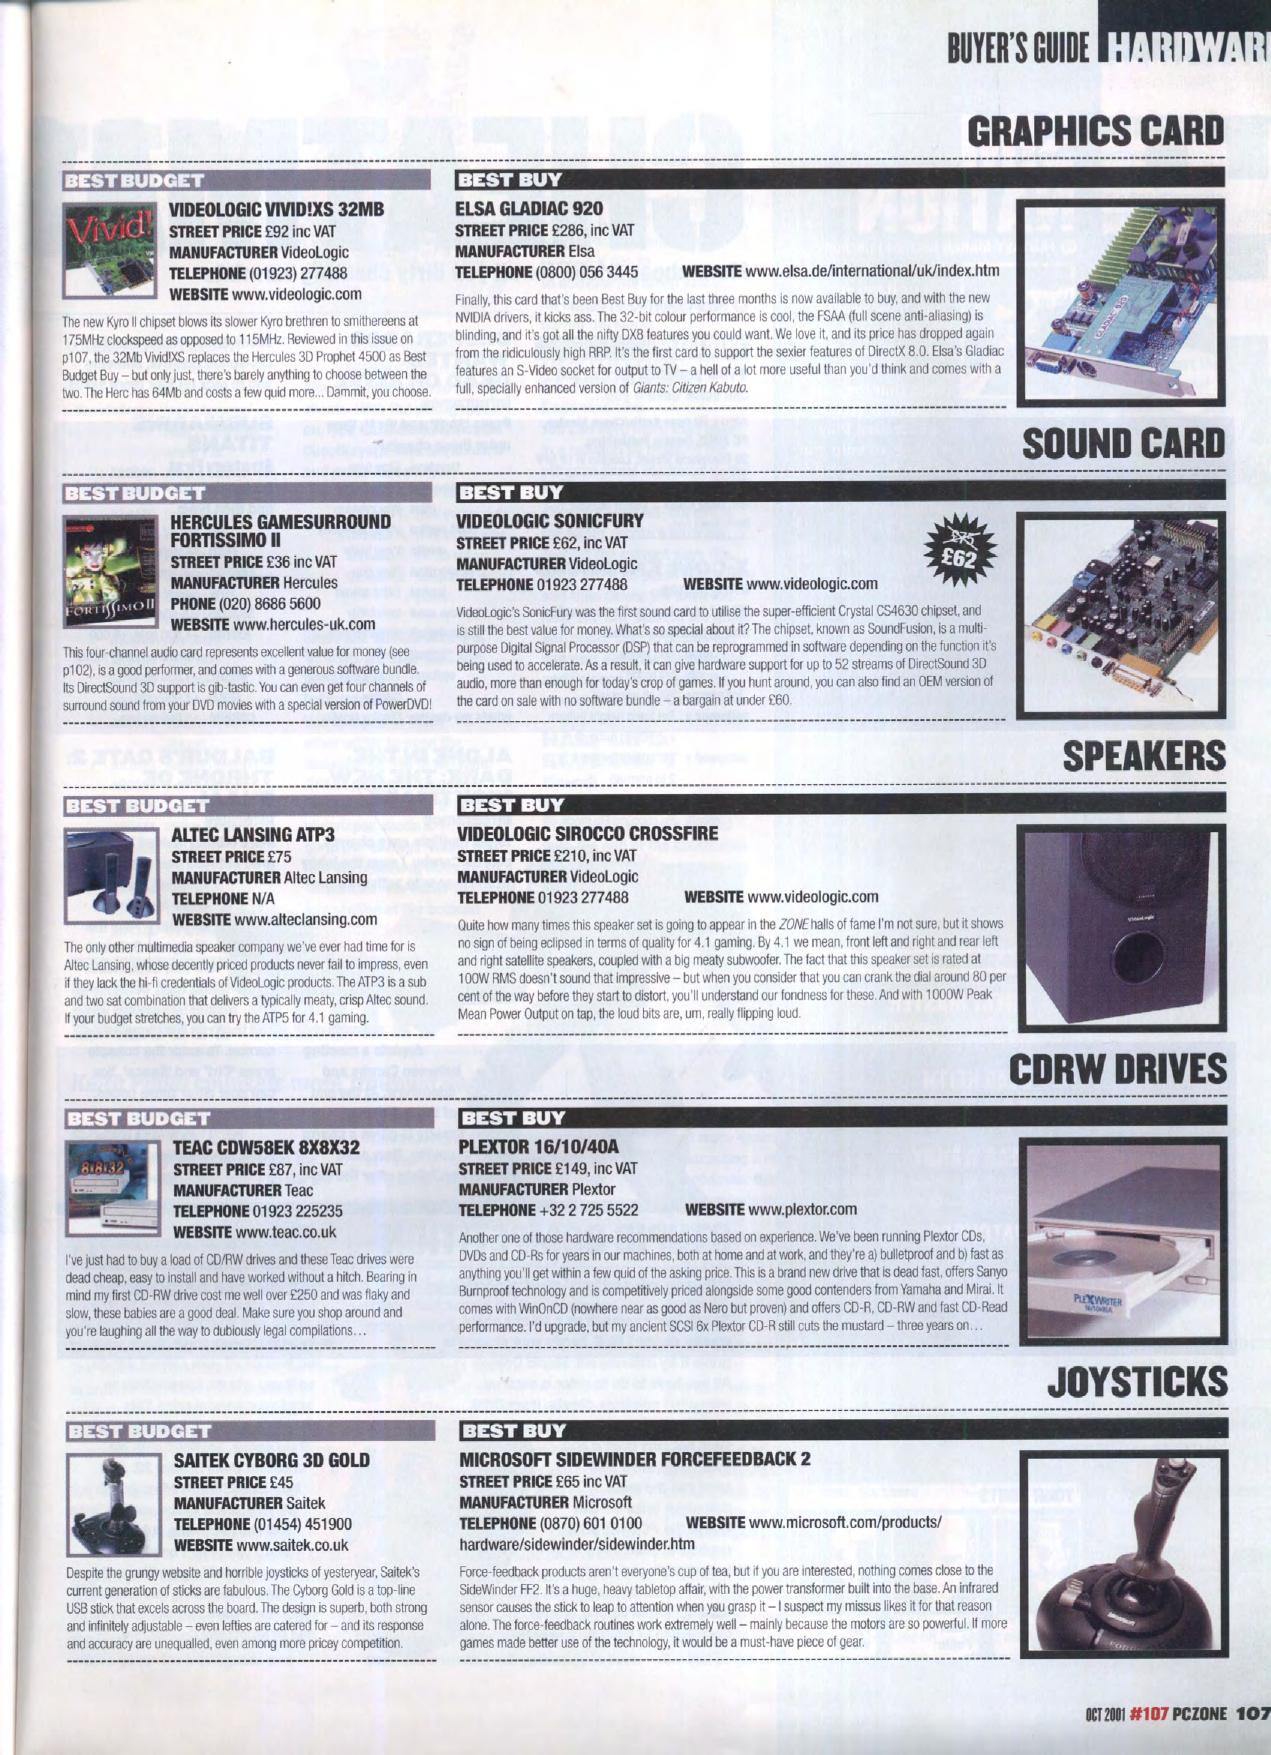 BUYER'S GUIDE HARDWAR
GRAPHICS CARD
BEST BUDGET
Vivid!
VIDEOLOGIC VIVID!XS 32MB
STREET PRICE £92 inc VAT
MANUFACTURER VideoLogic
TELEPHONE (01923) 277488
WEBSITE www.videologic.com
The new Kyro II chipset blows its slower Kyro brethren to smithereens at
175MHz clockspeed as opposed to 115MHz. Reviewed in this issue on
p107, the 32Mb Vivid!XS replaces the Hercules 3D Prophet 4500 as Best
Budget Buy – but only just, there's barely anything to choose between the
two. The Herc has 64Mb and costs a few quid more... Dammit, you choose.
BEST BUY
ELSA GLADIAC 920
STREET PRICE £286, inc VAT
MANUFACTURER Elsa
TELEPHONE (0800) 056 3445 WEBSITE www.elsa.de/international/uk/index.htm
Finally, this card that's been Best Buy for the last three months is now available to buy, and with the new
NVIDIA drivers, it kicks ass. The 32-bit colour performance is cool, the FSAA (full scene anti-aliasing) is
blinding, and it's got all the nifty DX8 features you could want. We love it, and its price has dropped again
from the ridiculously high RRP. It's the first card to support the sexier features of DirectX 8.0. Elsa's Gladiac
features an S-Video socket for output to TV – a hell of a lot more useful than you'd think and comes with a
full, specially enhanced version of Giants: Citizen Kabuto.
GLADIAC 920
SOUND CARD
BEST BUDGET
FORTISSIMO II
HERCULES GAMESURROUND
FORTISSIMO II
STREET PRICE £36 inc VAT
MANUFACTURER Hercules
PHONE (020) 8686 5600
WEBSITE www.hercules-uk.com
This four-channel audio card represents excellent value for money (see
p102), is a good performer, and comes with a generous software bundle.
Its DirectSound 3D support is gib-tastic. You can even get four channels of
surround sound from your DVD movies with a special version of PowerDVD!
BEST BUY
VIDEOLOGIC SONICFURY
STREET PRICE £62, inc VAT
MANUFACTURER VideoLogic
TELEPHONE 01923 277488 WEBSITE www.videologic.com
£62
VideoLogic's SonicFury was the first sound card to utilise the super-efficient Crystal CS4630 chipset, and
is still the best value for money. What's so special about it? The chipset, known as SoundFusion, is a multi-
purpose Digital Signal Processor (DSP) that can be reprogrammed in software depending on the function it's
being used to accelerate. As a result, it can give hardware support for up to 52 streams of DirectSound 3D
audio, more than enough for today's crop of games. If you hunt around, you can also find an OEM version of
the card on sale with no software bundle – a bargain at under £60.
SPEAKERS
BEST BUDGET
ALTEC LANSING ATP3
STREET PRICE £75
MANUFACTURER Altec Lansing
TELEPHONE N/A
WEBSITE www.alteclansing.com
The only other multimedia speaker company we've ever had time for is
Altec Lansing, whose decently priced products never fail to impress, even
if they lack the hi-fi credentials of VideoLogic products. The ATP3 is a sub
and two sat combination that delivers a typically meaty, crisp Altec sound.
If your budget stretches, you can try the ATP5 for 4.1 gaming.
BEST BUY
VIDEOLOGIC SIROCCO CROSSFIRE
STREET PRICE £210, inc VAT
MANUFACTURER VideoLogic
TELEPHONE 01923 277488 WEBSITE www.videologic.com
Quite how many times this speaker set is going to appear in the ZONE halls of fame I'm not sure, but it shows
no sign of being eclipsed in terms of quality for 4.1 gaming. By 4.1 we mean, front left and right and rear left
and right satellite speakers, coupled with a big meaty subwoofer. The fact that this speaker set is rated at
100W RMS doesn't sound that impressive – but when you consider that you can crank the dial around 80 per
cent of the way before they start to distort, you'll understand our fondness for these. And with 1000W Peak
Mean Power Output on tap, the loud bits are, um, really flipping loud.
VideoLogic
CDRW DRIVES
BEST BUDGET
8x8x32
TEAC CDW58EK 8X8X32
STREET PRICE £87, inc VAT
MANUFACTURER Teac
TELEPHONE 01923 225235
WEBSITE www.teac.co.uk
I've just had to buy a load of CD/RW drives and these Teac drives were
dead cheap, easy to install and have worked without a hitch. Bearing in
mind my first CD-RW drive cost me well over £250 and was flaky and
slow, these babies are a good deal. Make sure you shop around and
you're laughing all the way to dubiously legal compilations...
BEST BUY
PLEXTOR 16/10/40A
STREET PRICE £149, inc VAT
MANUFACTURER Plextor
TELEPHONE +32 2 725 5522 WEBSITE www.plextor.com
Another one of those hardware recommendations based on experience. We've been running Plextor CDs,
DVDs and CD-Rs for years in our machines, both at home and at work, and they're a) bulletproof and b) fast as
anything you'll get within a few quid of the asking price. This is a brand new drive that is dead fast, offers Sanyo
Burnproof technology and is competitively priced alongside some good contenders from Yamaha and Mirai. It
comes with WinOnCD (nowhere near as good as Nero but proven) and offers CD-R, CD-RW and fast CD-Read
performance. I'd upgrade, but my ancient SCSI 6x Plextor CD-R still cuts the mustard – three years on...
PLEXWRITER
16/10/40A
JOYSTICKS
BEST BUDGET
SAITEK CYBORG 3D GOLD
STREET PRICE £45
MANUFACTURER Saitek
TELEPHONE (01454) 451900
WEBSITE www.saitek.co.uk
Despite the grungy website and horrible joysticks of yesteryear, Saitek's
current generation of sticks are fabulous. The Cyborg Gold is a top-line
USB stick that excels across the board. The design is superb, both strong
and infinitely adjustable – even lefties are catered for – and its response
and accuracy are unequalled, even among more pricey competition.
BEST BUY
MICROSOFT SIDEWINDER FORCEFEEDBACK 2
STREET PRICE £65 inc VAT
MANUFACTURER Microsoft
TELEPHONE (0870) 601 0100 WEBSITE www.microsoft.com/products/
hardware/sidewinder/sidewinder.htm
Force-feedback products aren't everyone's cup of tea, but if you are interested, nothing comes close to the
SideWinder FF2. It's a huge, heavy tabletop affair, with the power transformer built into the base. An infrared
sensor causes the stick to leap to attention when you grasp it – I suspect my missus likes it for that reason
alone. The force-feedback routines work extremely well – mainly because the motors are so powerful. If more
games made better use of the technology, it would be a must-have piece of gear.
OCT 2001 #107 PCZONE 107